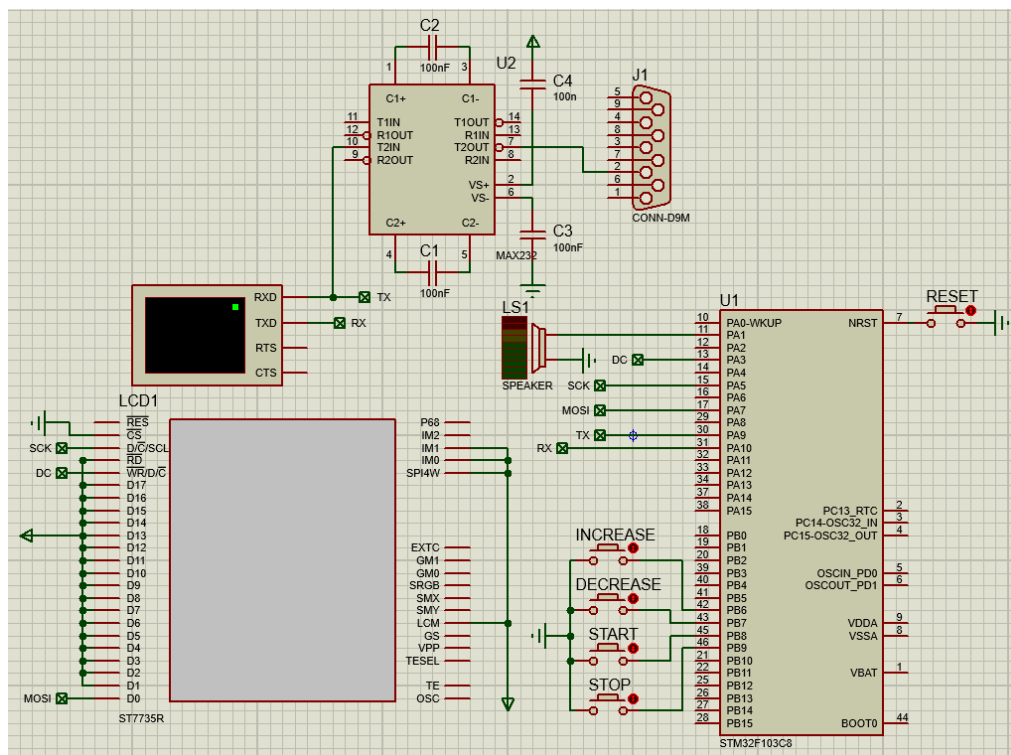 C2
1
3
100nF
U2
C1+
C1-
11
T1IN
12
R1OUT
10
T2IN
9
R2OUT
T1OUT
14
R1IN
13
T2OUT
7
R2IN
8
VS+
2
VS-
6
C2+
C2-
4
5
C1
100nF
MAX232
C4
100n
C3
100nF
J1
5
9
4
8
3
7
2
6
1
CONN-D9M
RXD
TXD
RTS
CTS
TX
RX
LS1
SPEAKER
DC
SCK
MOSI
TX
RX
U1
10 PA0-WKUP
11 PA1
12 PA2
13 PA3
14 PA4
15 PA5
16 PA6
17 PA7
29 PA8
30 PA9
31 PA10
32 PA11
33 PA12
34 PA13
37 PA14
38 PA15
18 PB0
19 PB1
20 PB2
39 PB3
40 PB4
41 PB5
42 PB6
43 PB7
45 PB8
46 PB9
21 PB10
22 PB11
25 PB12
26 PB13
27 PB14
28 PB15
NRST 7
PC13_RTC 2
PC14-OSC32_IN 3
PC15-OSC32_OUT 4
OSCIN_PD0 5
OSCOUT_PD1 6
VDDA 9
VSSA 8
VBAT 1
BOOT0 44
STM32F103C8
RESET
INCREASE
DECREASE
START
STOP
LCD1
RES
CS
SCK
D/C/SCL
RD
DC
WR/D/C
D17
D16
D15
D14
D13
D12
D11
D10
D9
D8
D7
D6
D5
D4
D3
D2
D1
MOSI
D0
ST7735R
P68
IM2
IM1
IM0
SPI4W
EXTC
GM1
GM0
SRGB
SMX
SMY
LCM
GS
VPP
TESEL
TE
OSC